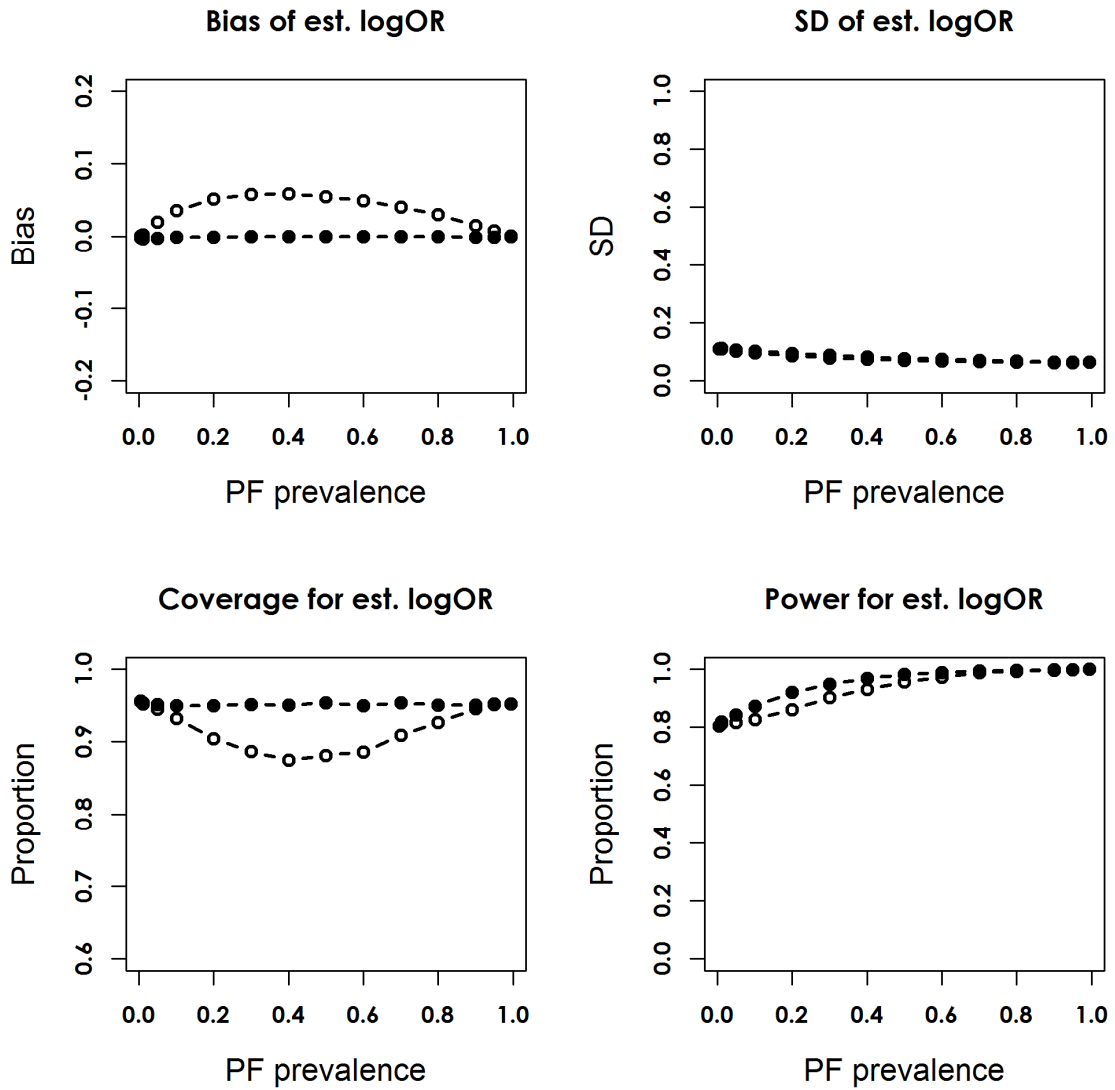 Bias of est. logOR
0.2
0.1
0.0
-0.1
-0.2
Bias
0.0 0.2 0.4 0.6 0.8 1.0
PF prevalence
SD of est. logOR
1.0
0.8
0.6
0.4
0.2
0.0
SD
0.0 0.2 0.4 0.6 0.8 1.0
PF prevalence
Coverage for est. logOR
1.0
0.9
0.8
0.7
0.6
Proportion
0.0 0.2 0.4 0.6 0.8 1.0
PF prevalence
Power for est. logOR
1.0
0.8
0.6
0.4
0.2
0.0
Proportion
0.0 0.2 0.4 0.6 0.8 1.0
PF prevalence